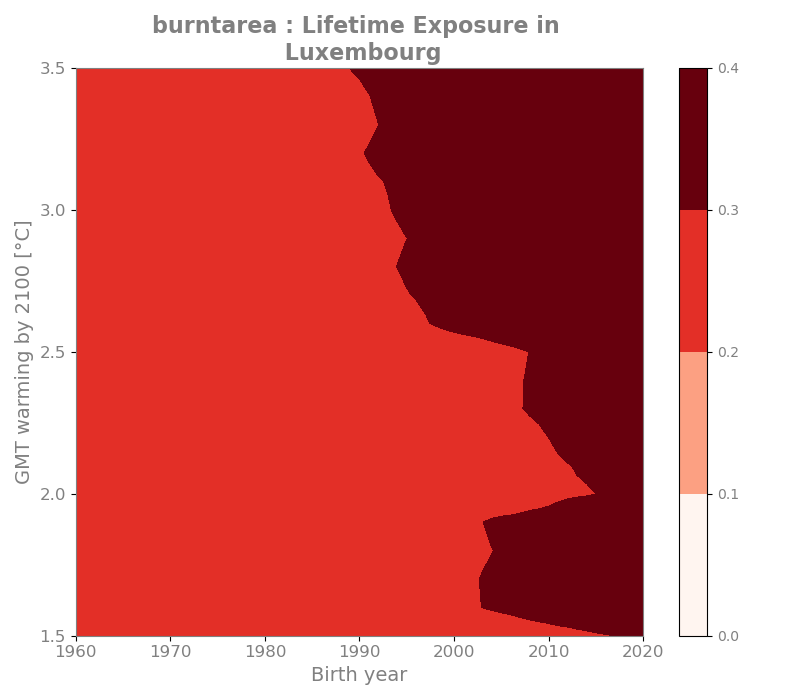 burntarea : Lifetime Exposure in
Luxembourg
GMT warming by 2100 [°C]
3.5
3.0
2.5
2.0
1.5
1960 1970 1980 1990 2000 2010 2020
Birth year
0.4
0.3
0.2
0.1
0.0